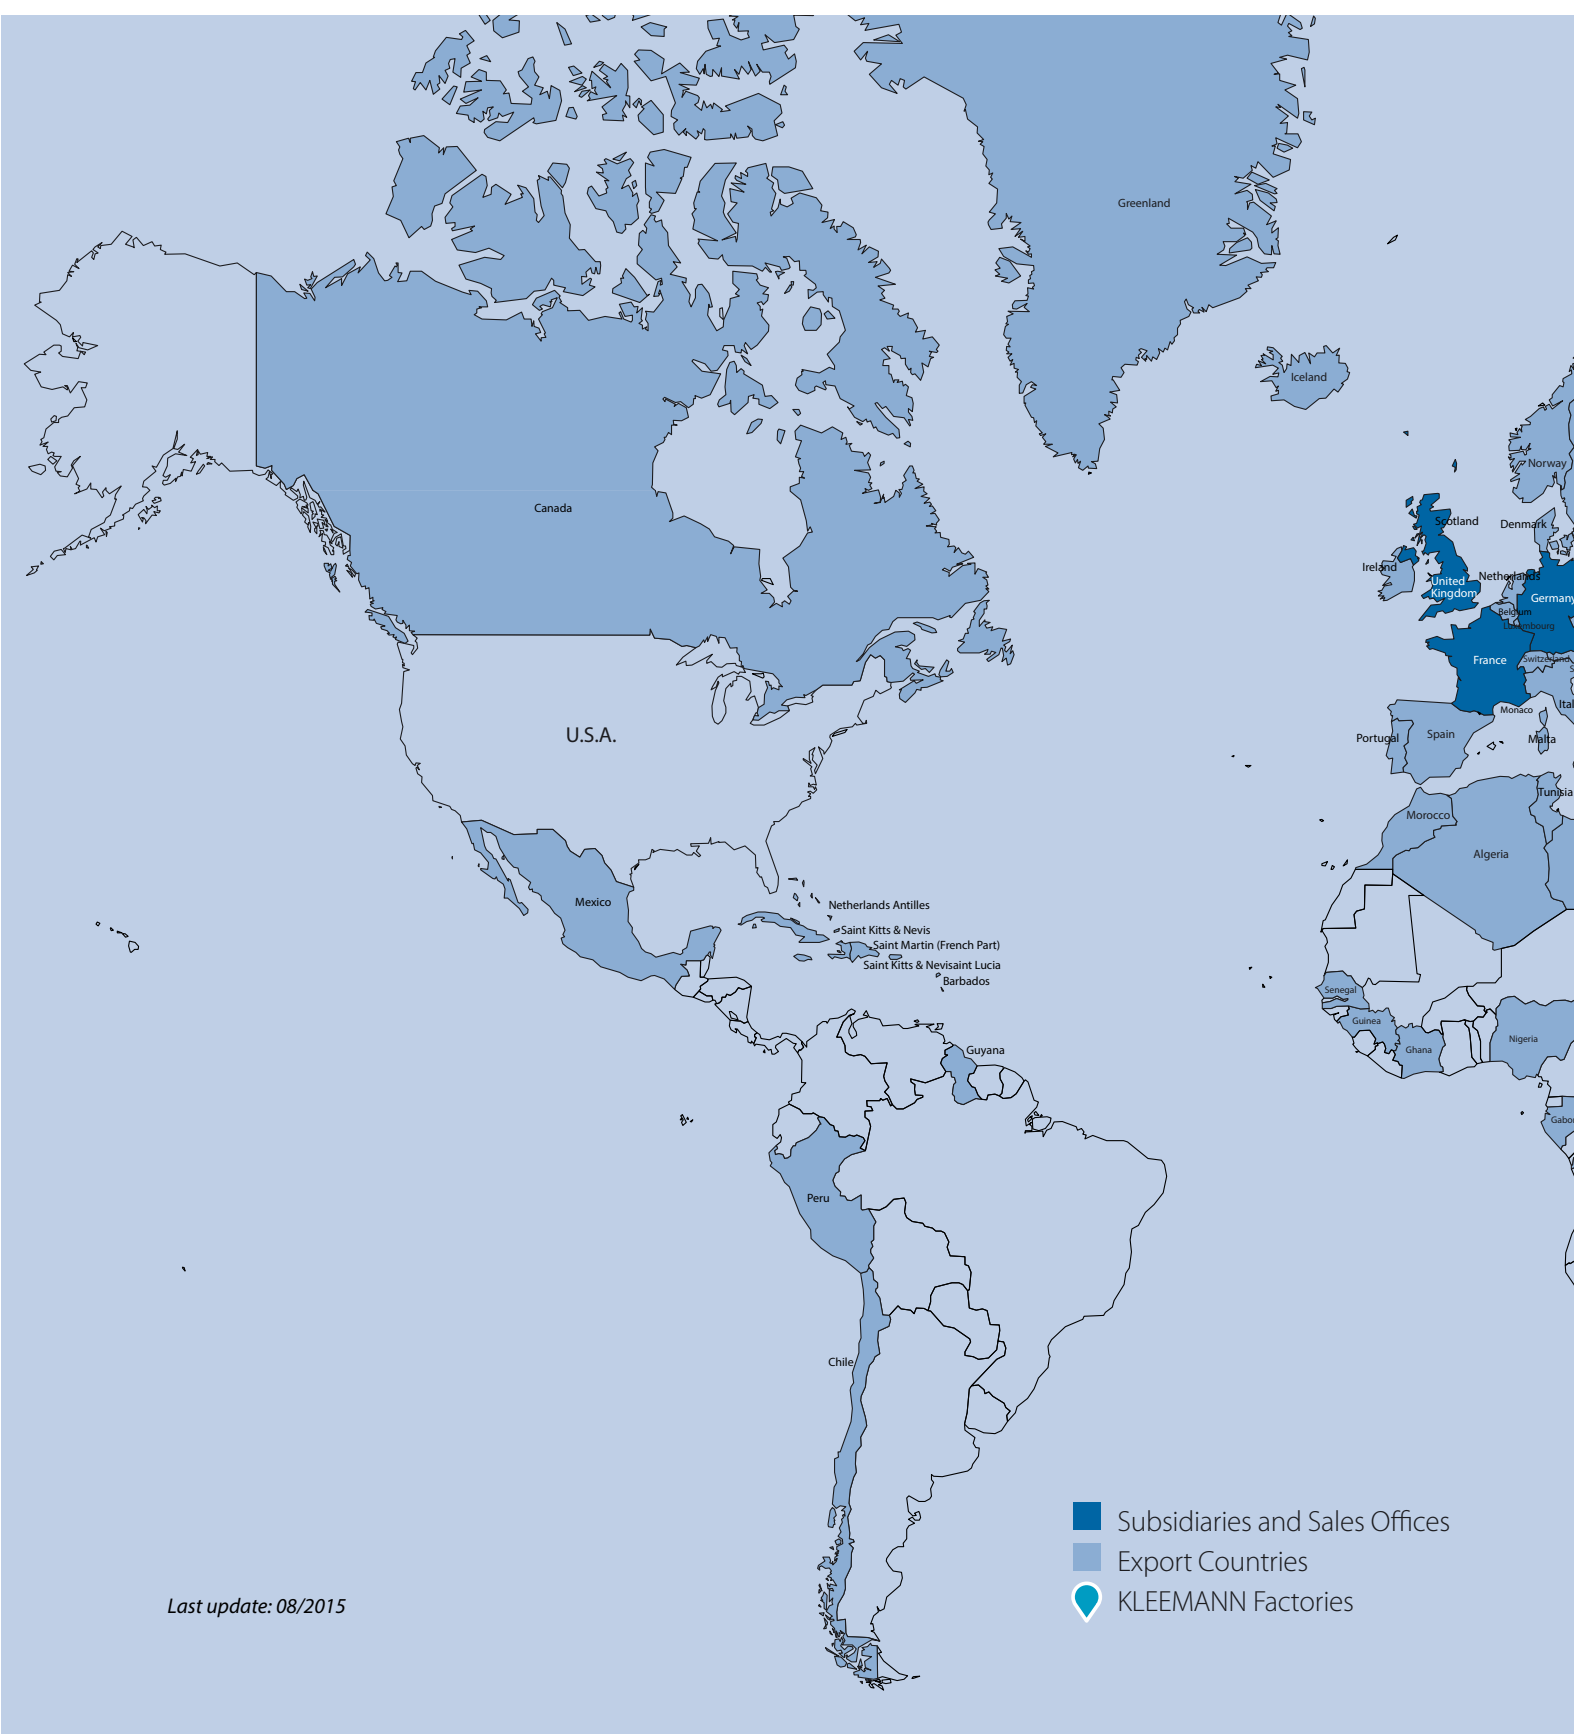 Greenland
Iceland
Norway
Canada
Scotland
Denmark
Ireland
Netherlands
United
Kingdom
Germany
Belgium
Luxembourg
France
Switzerland
S
Monaco
Ital
U.S.A.
Portugal
Spain
Malta
Tunisia
Morocco
Algeria
Mexico
Netherlands Antilles
Saint Kitts & Nevis
Saint Martin (French Part)
Saint Kitts & Nevisaint Lucia
Barbados
Senegal
Guinea
Nigeria
Ghana
Guyana
Gabo
Peru
Chile
Subsidiaries and Sales Offices
Export Countries
KLEEMANN Factories
Last update: 08/2015